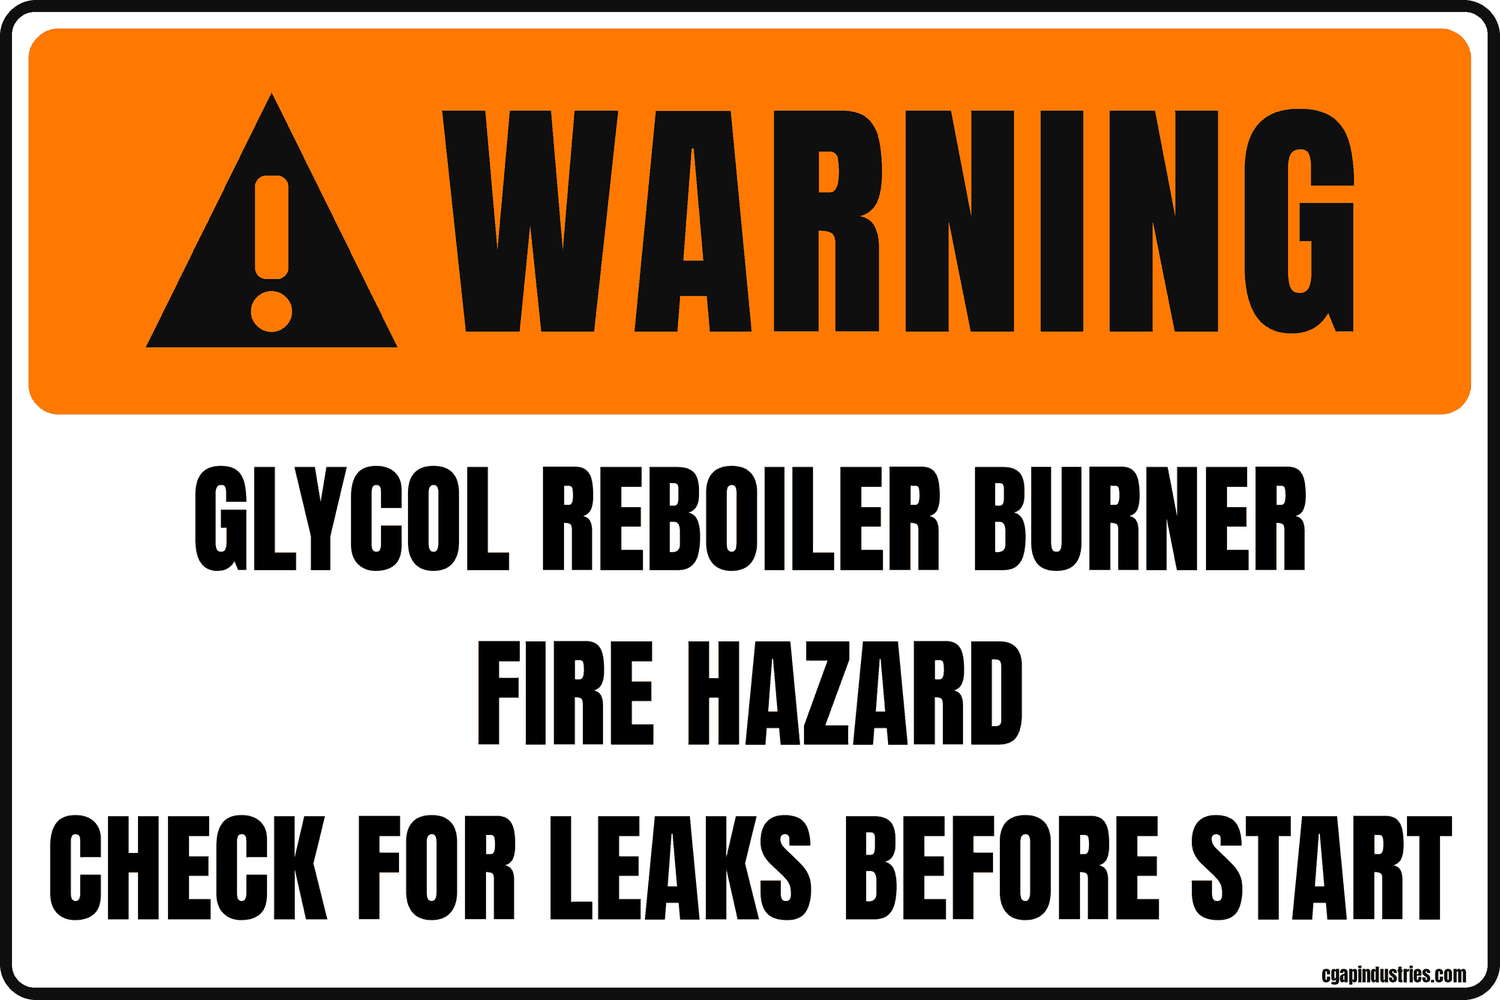 WARNING
GLYCOL REBOILER BURNER
FIRE HAZARD
CHECK FOR LEAKS BEFORE START
cgapindustries.com